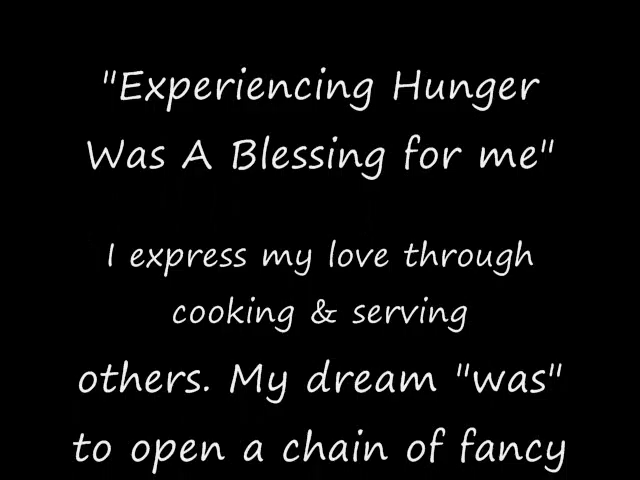 "Experiencing Hunger
Was A Blessing for me"
I express my love through
cooking & serving
others. My dream "was"
to open a chain of fancy